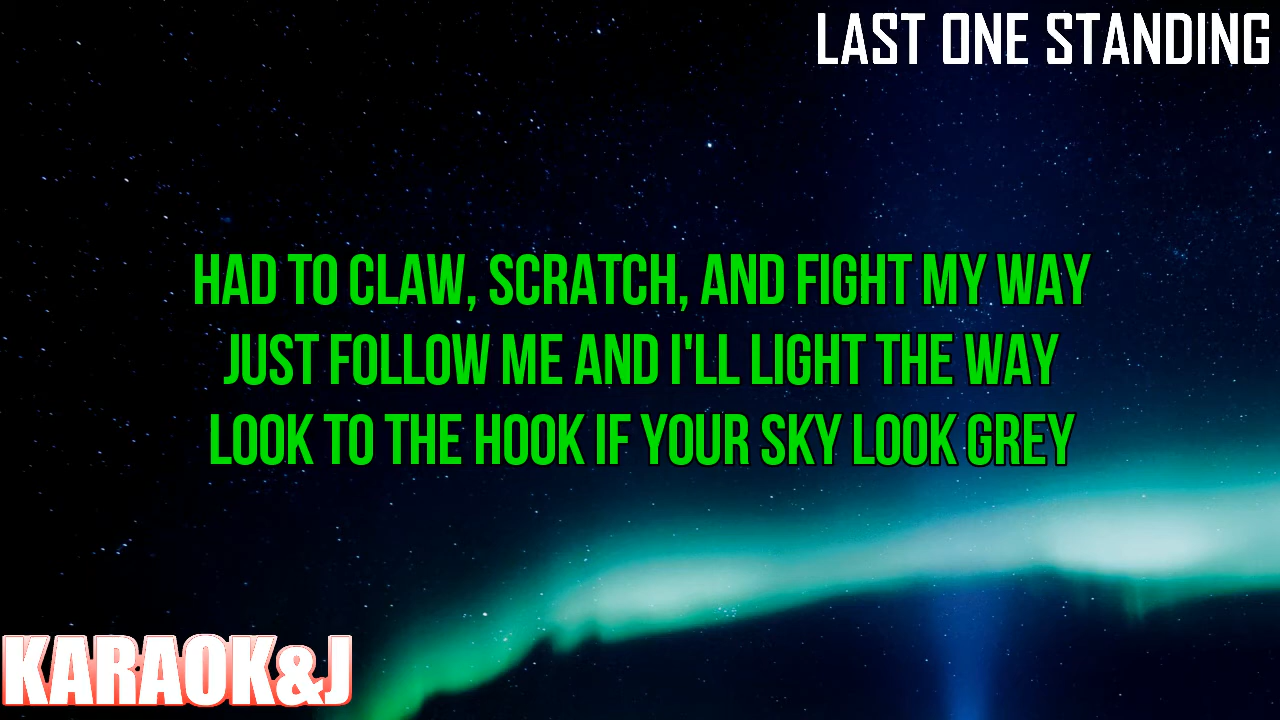 LAST ONE STANDING
HAD TO CLAW, SCRATCH, AND FIGHT MY WAY
JUST FOLLOW ME AND I'LL LIGHT THE WAY
LOOK TO THE HOOK IF YOUR SKY LOOK GREY
KARAOK&J